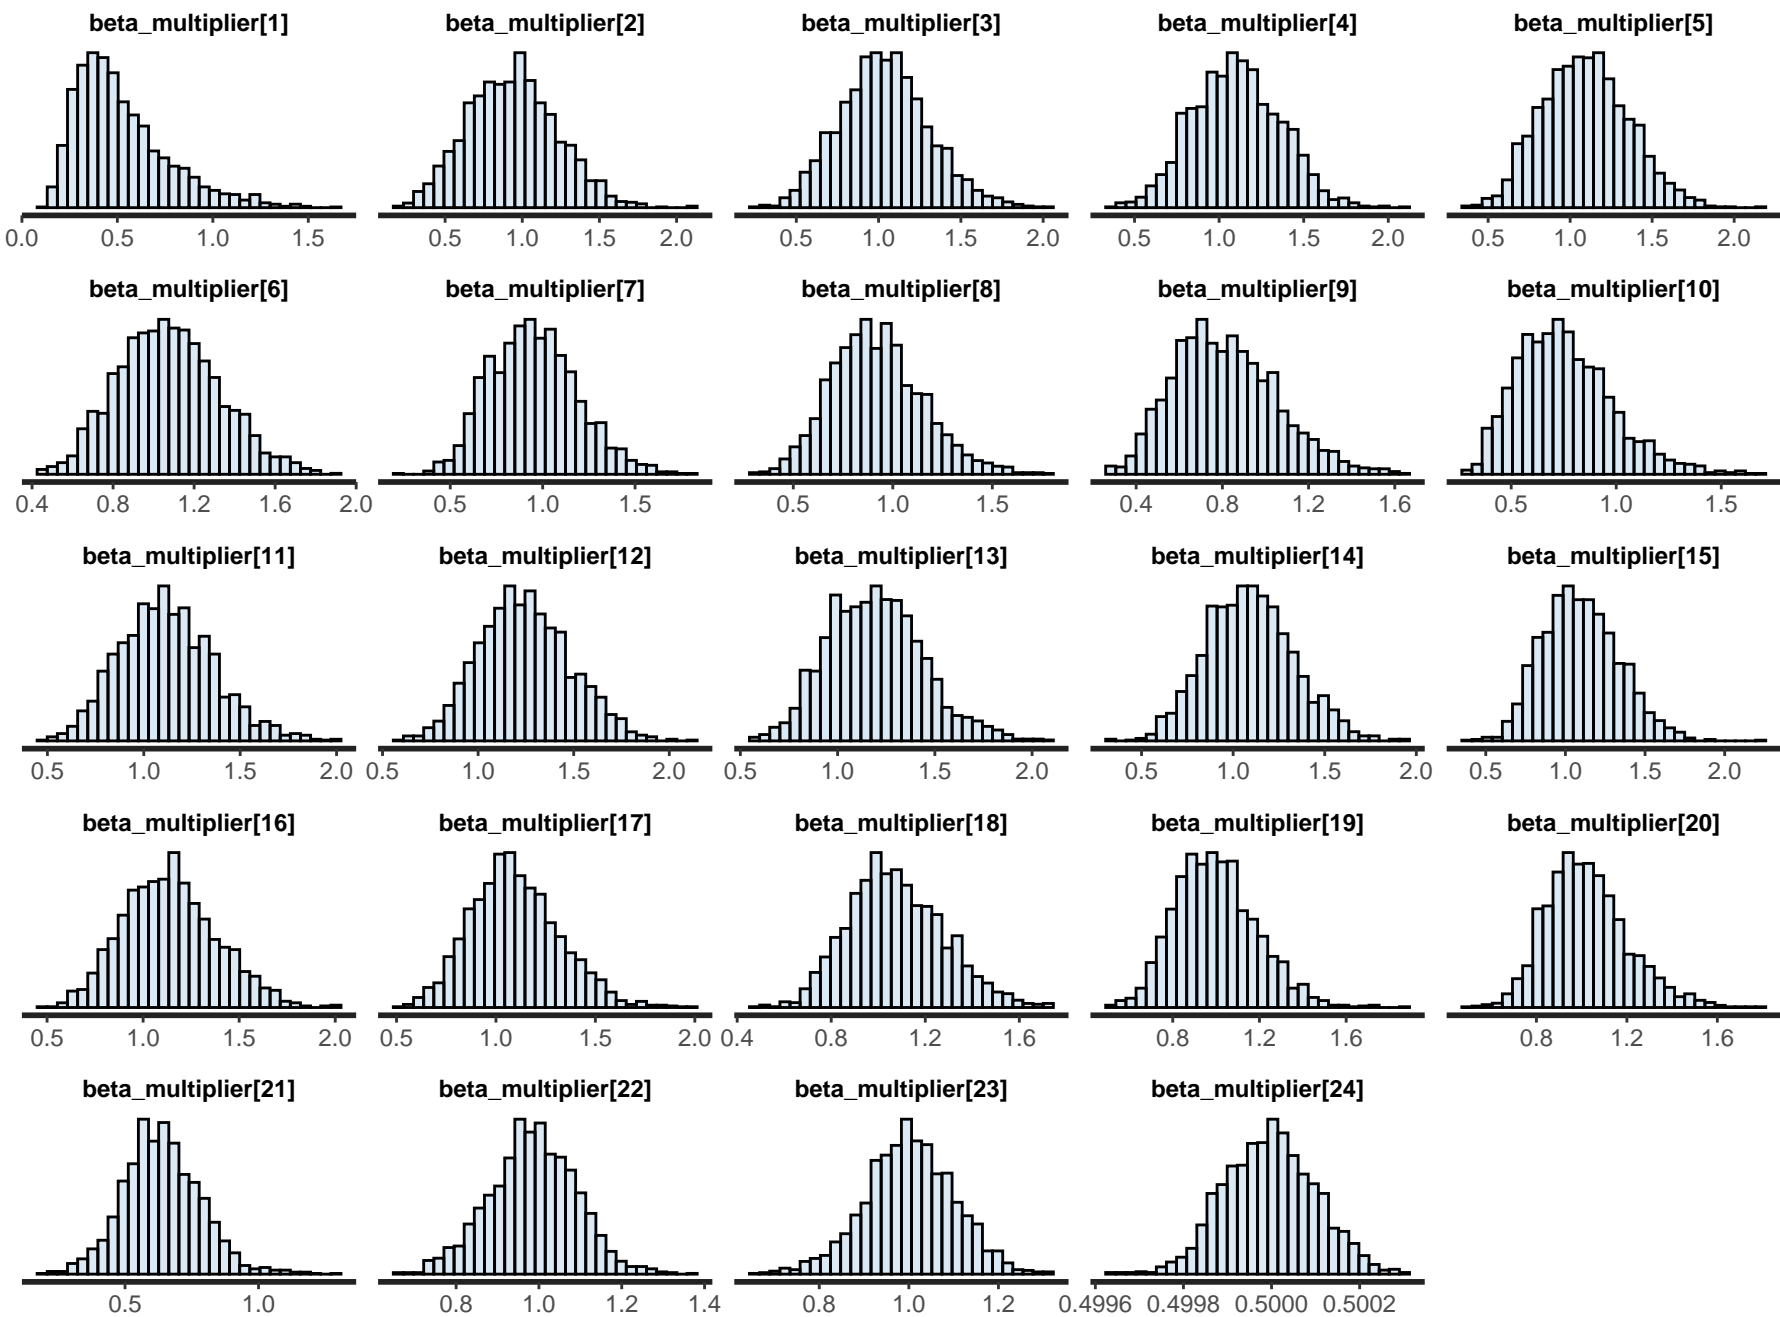 beta_multiplier[1] beta_multiplier[2] beta_multiplier[3] beta_multiplier[4] beta_multiplier[5]
0.0 0.5 1.0 1.5 0.5 1.0 1.5 2.0 0.5 1.0 1.5 2.0 0.5 1.0 1.5 2.0 0.5 1.0 1.5 2.0
beta_multiplier[6] beta_multiplier[7] beta_multiplier[8] beta_multiplier[9] beta_multiplier[10]
0.4 0.8 1.2 1.6 2.0 0.5 1.0 1.5 0.5 1.0 1.5 0.4 0.8 1.2 1.6 0.5 1.0 1.5
beta_multiplier[11] beta_multiplier[12] beta_multiplier[13] beta_multiplier[14] beta_multiplier[15]
0.5 1.0 1.5 2.0 0.5 1.0 1.5 2.0 0.5 1.0 1.5 2.0 0.5 1.0 1.5 2.0 0.5 1.0 1.5 2.0
beta_multiplier[16] beta_multiplier[17] beta_multiplier[18] beta_multiplier[19] beta_multiplier[20]
0.5 1.0 1.5 2.0 0.5 1.0 1.5 2.0 0.4 0.8 1.2 1.6 0.8 1.2 1.6 0.8 1.2 1.6
beta_multiplier[21] beta_multiplier[22] beta_multiplier[23] beta_multiplier[24]
0.5 1.0 0.8 1.0 1.2 1.4 0.8 1.0 1.2 0.4996 0.4998 0.5000 0.5002